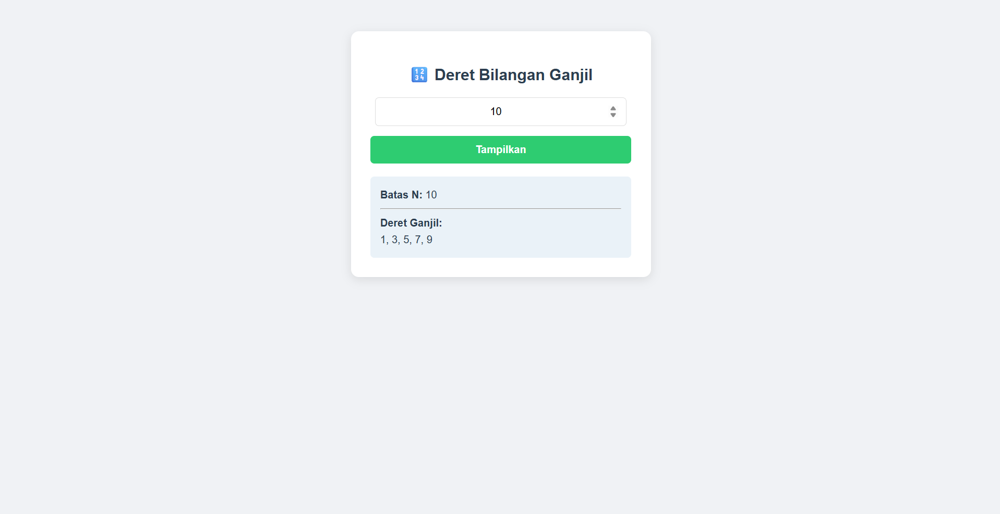 🔢 Deret Bilangan Ganjil
10
Tampilkan
Batas N: 10
Deret Ganjil:
1, 3, 5, 7, 9